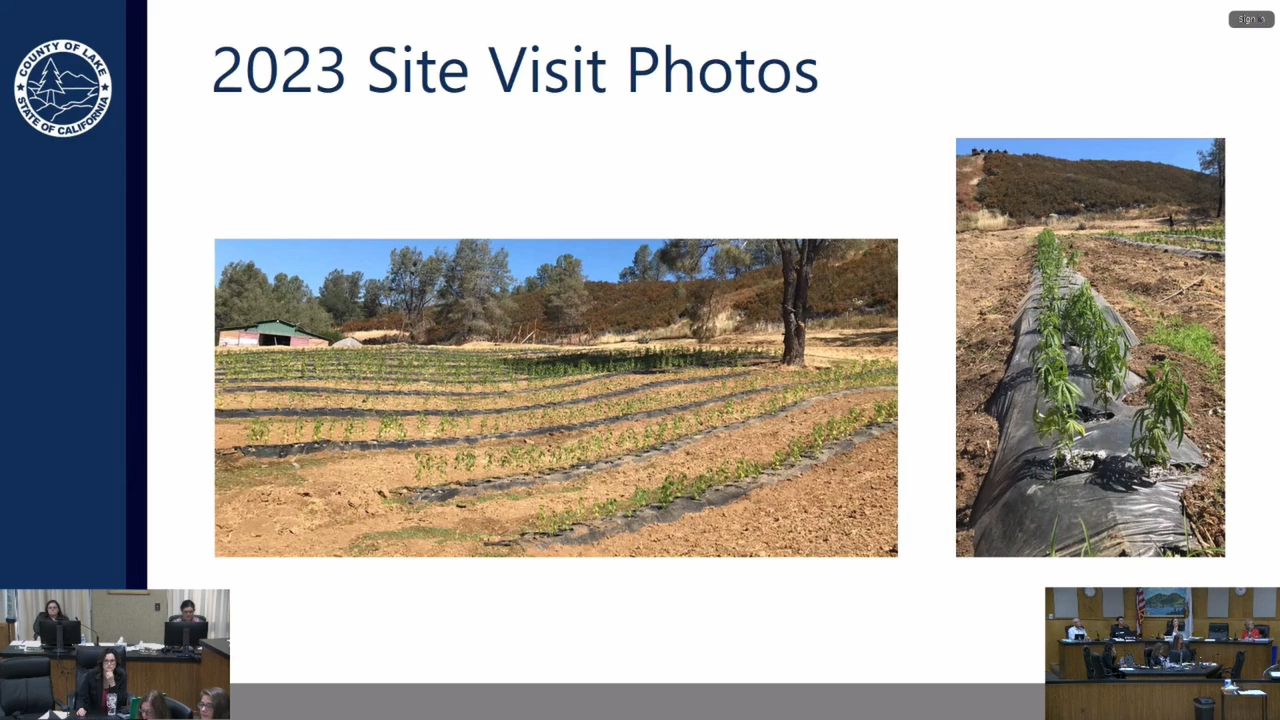 Sign in
2023 Site Visit Photos
COUNTY OF LAKE
STATE OF CALIFORNIA